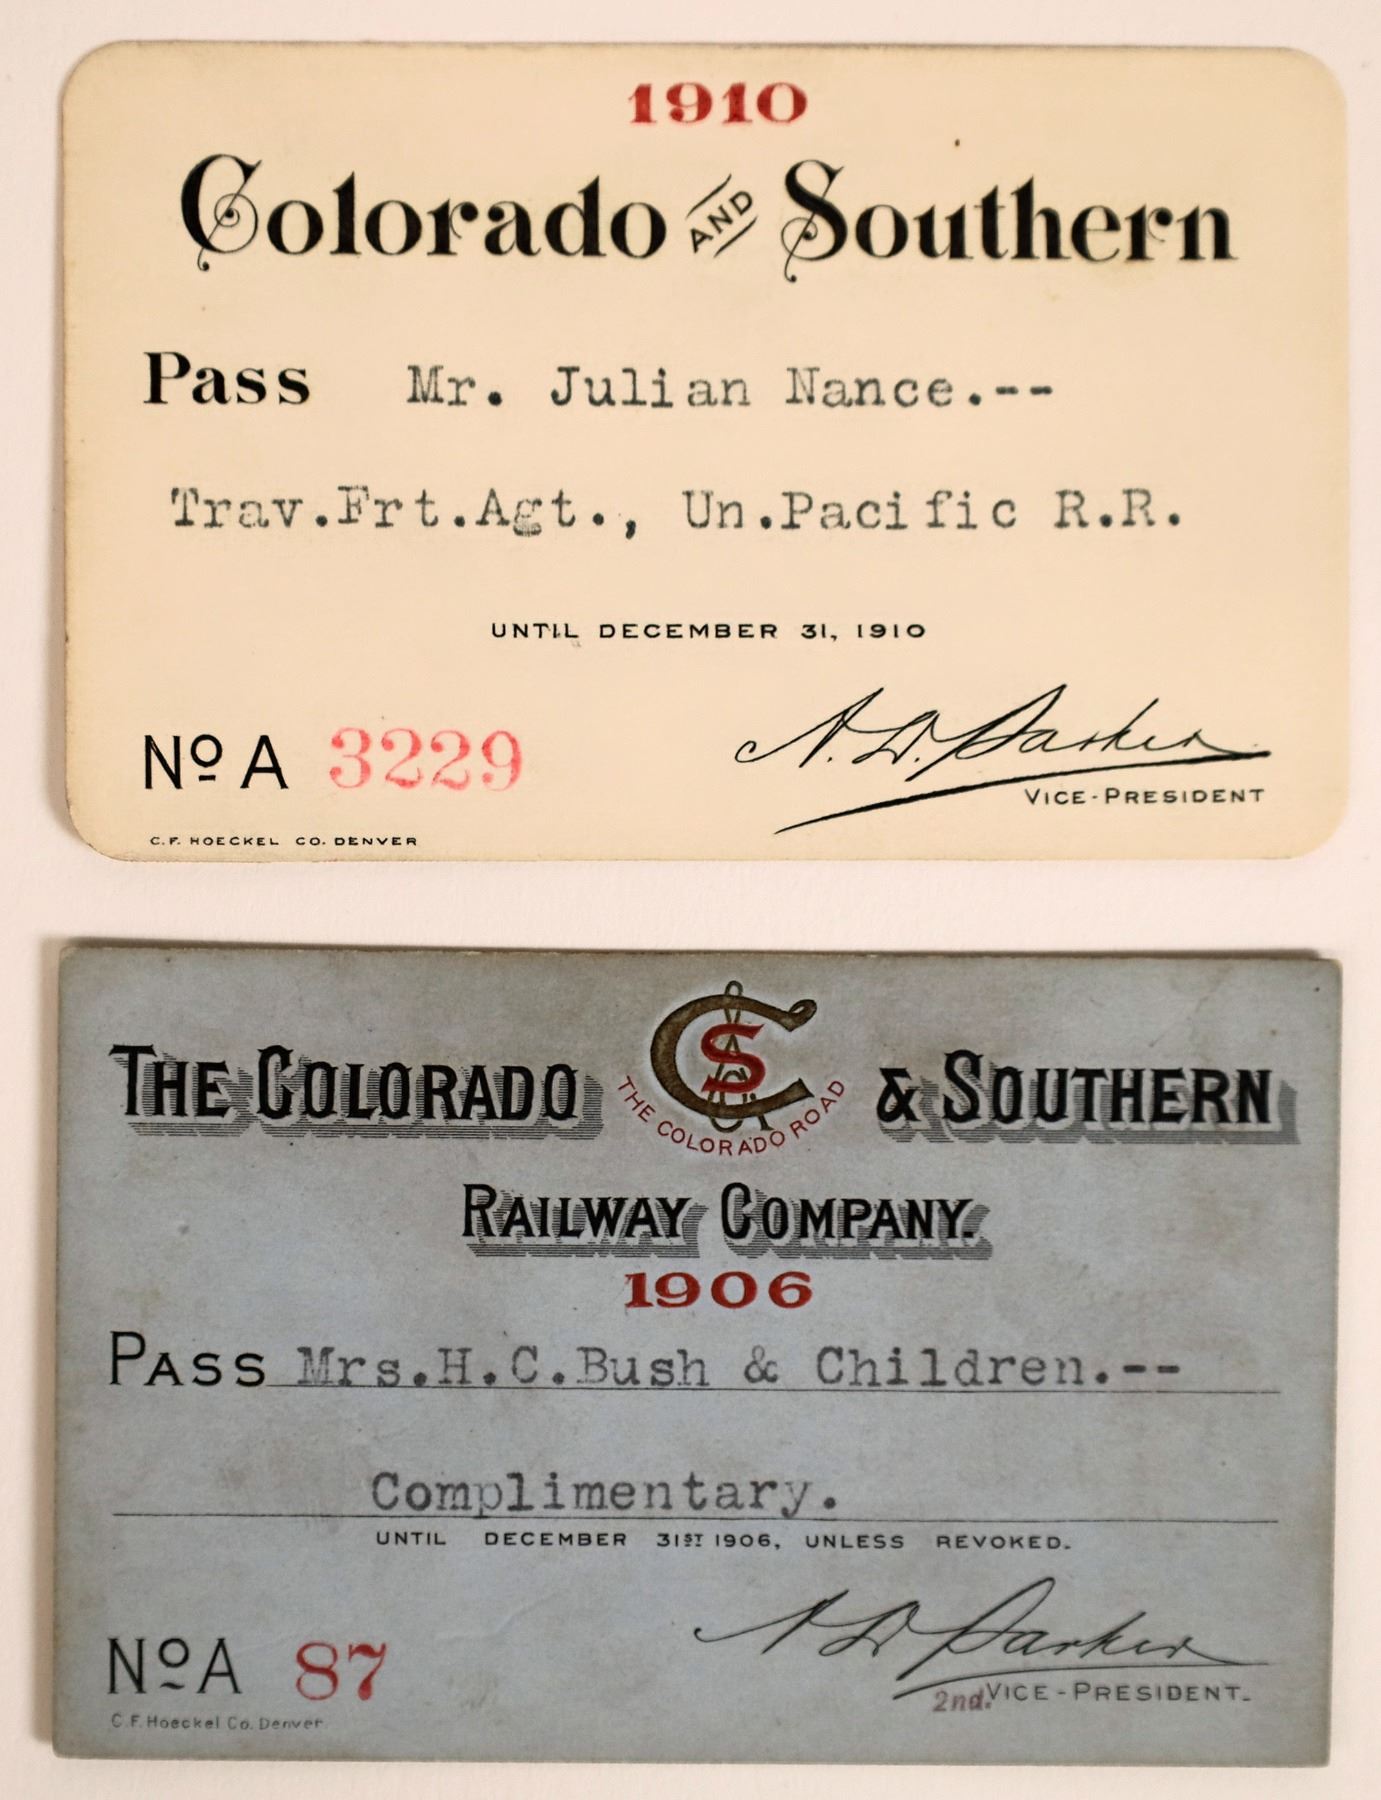 1910
Colorado AND Southern
Pass Mr. Julian Nance.--
Trav.Frt.Agt., Un.Pacific R.R.
UNTIL DECEMBER 31, 1910
No A 3229
A. D. Parker
VICE-PRESIDENT
C.F. HOECKEL CO. DENVER
THE COLORADO & SOUTHERN
C&S
THE COLORADO ROAD
RAILWAY COMPANY.
1906
PASS Mrs.H.C.Bush & Children.--
Complimentary.
UNTIL DECEMBER 31ST 1906, UNLESS REVOKED.
No A 87
A D Parker
2nd. VICE-PRESIDENT.
C.F. Hoeckel Co. Denver